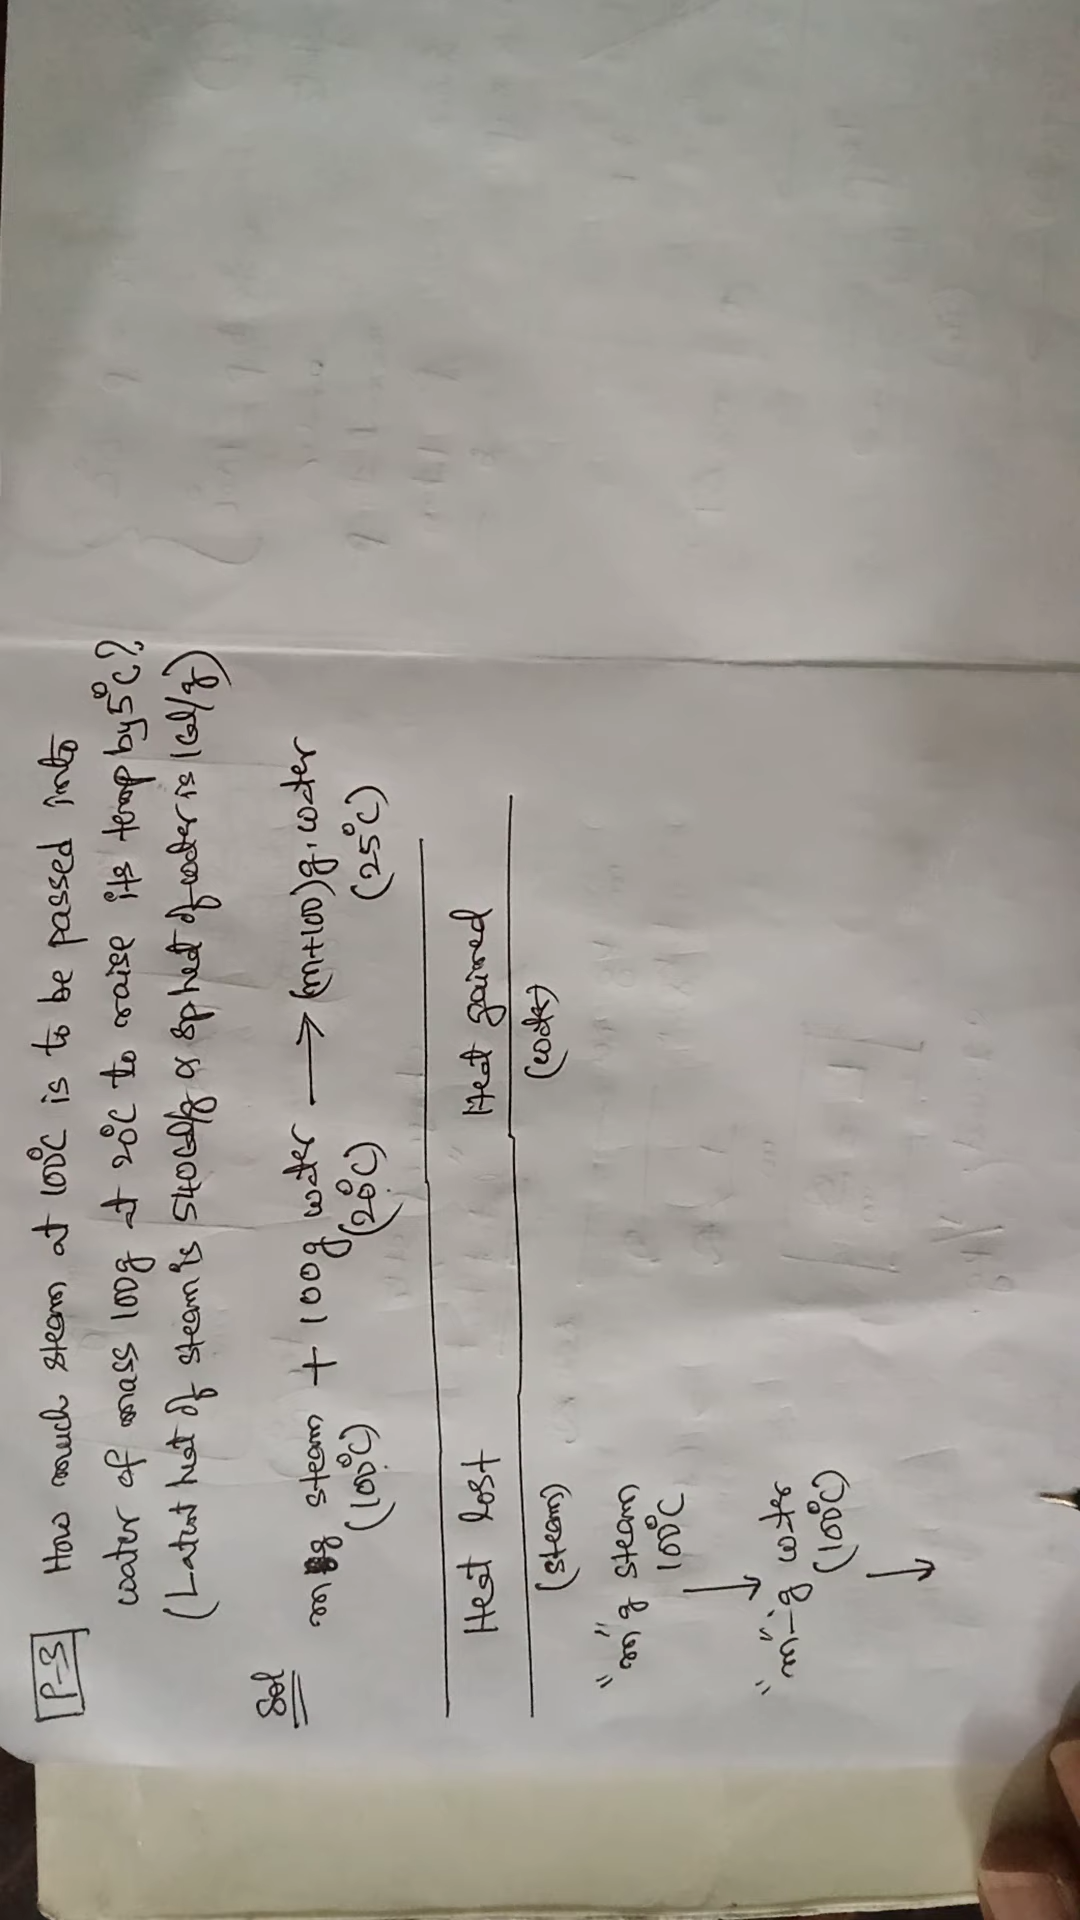 P-3 How much steam at 100°C is to be passed into
water of mass 100g at 20°C to raise its temp by 5°C?
(Latent heat of steam is 540Cal/g & sp heat of water is 1Cal/g)
Sol
m g steam + 100g water → (m+100)g. water
(100°C) (20°C) (25°C)
Heat lost Heat gained
(steam) (water)
"m" g steam
100°C
↓
"m"-g water
(100°C)
↓